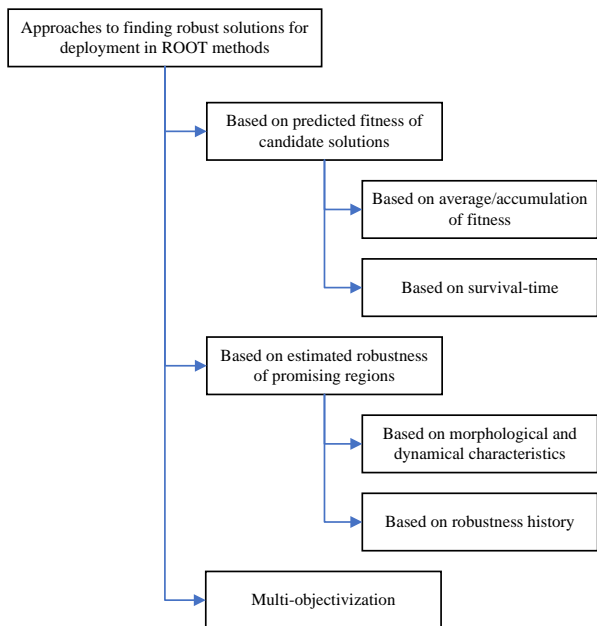 Approaches to finding robust solutions for
deployment in ROOT methods
Based on predicted fitness of
candidate solutions
Based on average/accumulation
of fitness
Based on survival-time
Based on estimated robustness
of promising regions
Based on morphological and
dynamical characteristics
Based on robustness history
Multi-objectivization